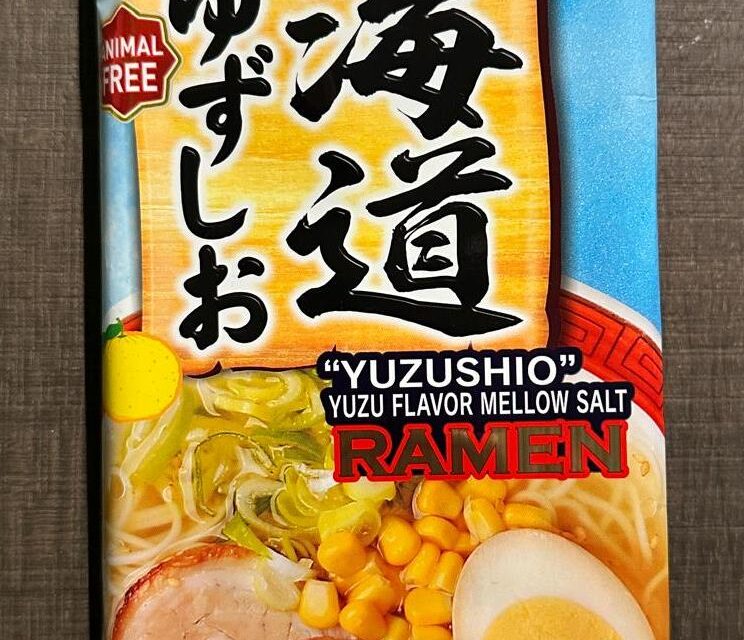 ANIMAL
FREE
海道
ゆずしお
“YUZUSHIO”
YUZU FLAVOR MELLOW SALT
RAMEN